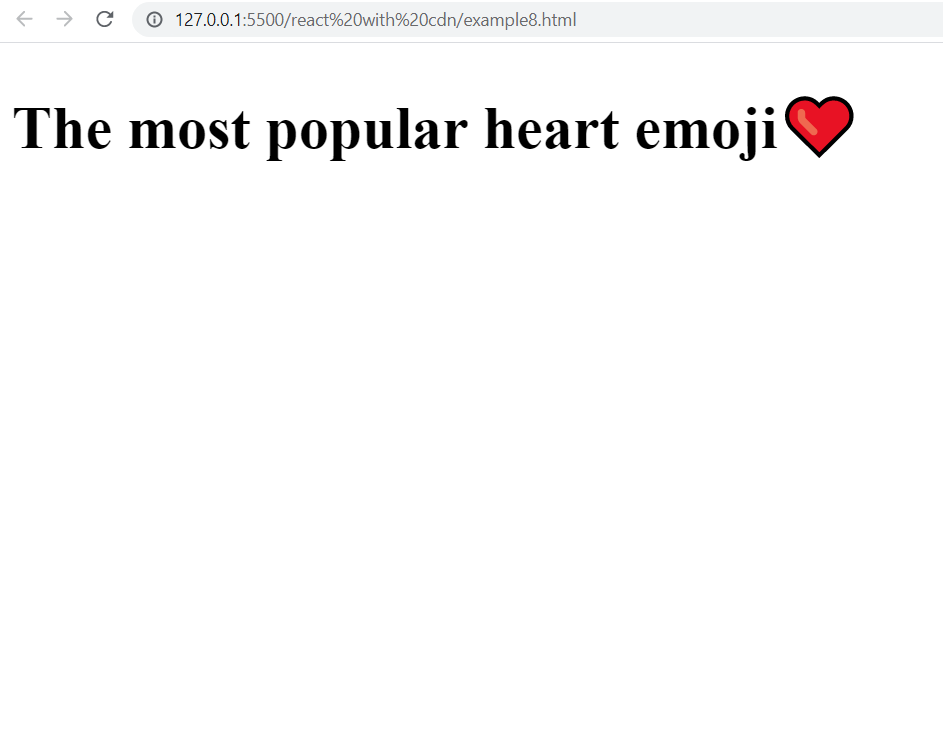 127.0.0.1:5500/react%20with%20cdn/example8.html
The most popular heart emoji❤️